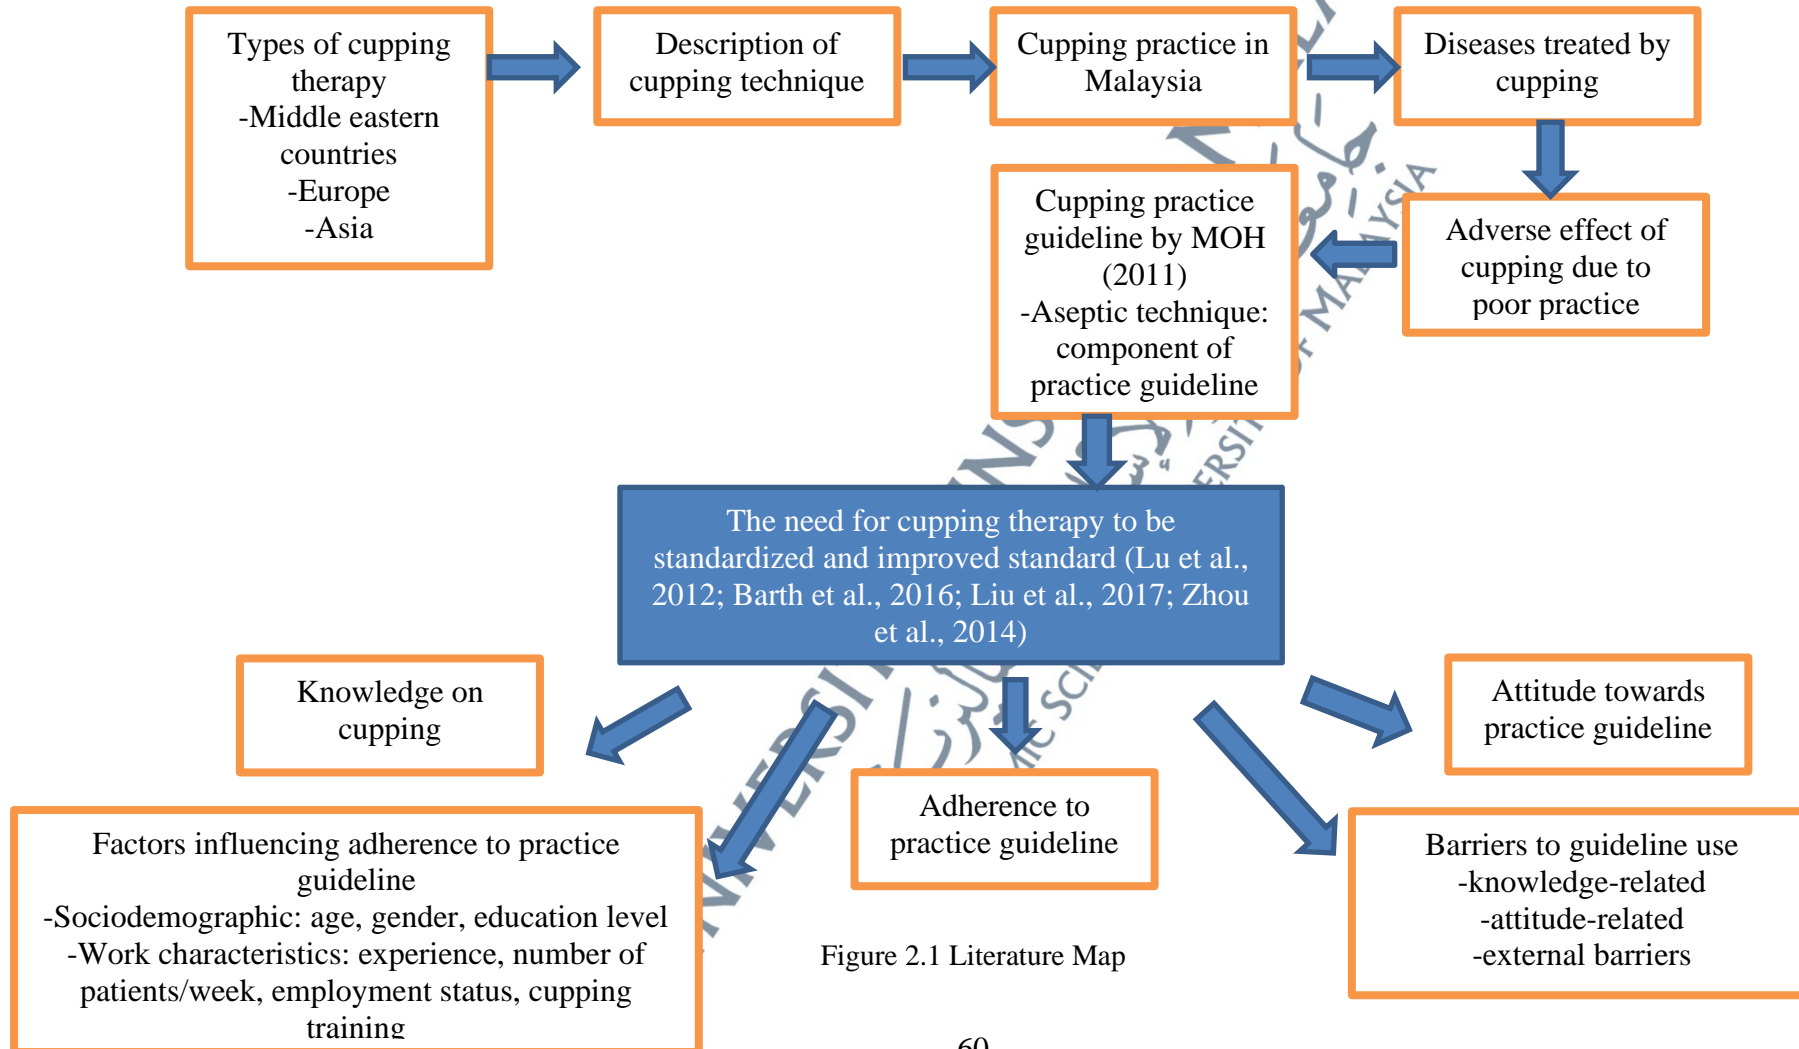 Types of cupping
therapy
-Middle eastern
countries
-Europe
-Asia
Description of
cupping technique
Cupping practice in
Malaysia
Diseases treated by
cupping
Adverse effect of
cupping due to
poor practice
Cupping practice
guideline by MOH
(2011)
-Aseptic technique:
component of
practice guideline
The need for cupping therapy to be
standardized and improved standard (Lu et al.,
2012; Barth et al., 2016; Liu et al., 2017; Zhou
et al., 2014)
Knowledge on
cupping
Factors influencing adherence to practice
guideline
-Sociodemographic: age, gender, education level
-Work characteristics: experience, number of
patients/week, employment status, cupping
training
Adherence to
practice guideline
Barriers to guideline use
-knowledge-related
-attitude-related
-external barriers
Attitude towards
practice guideline
Figure 2.1 Literature Map
60